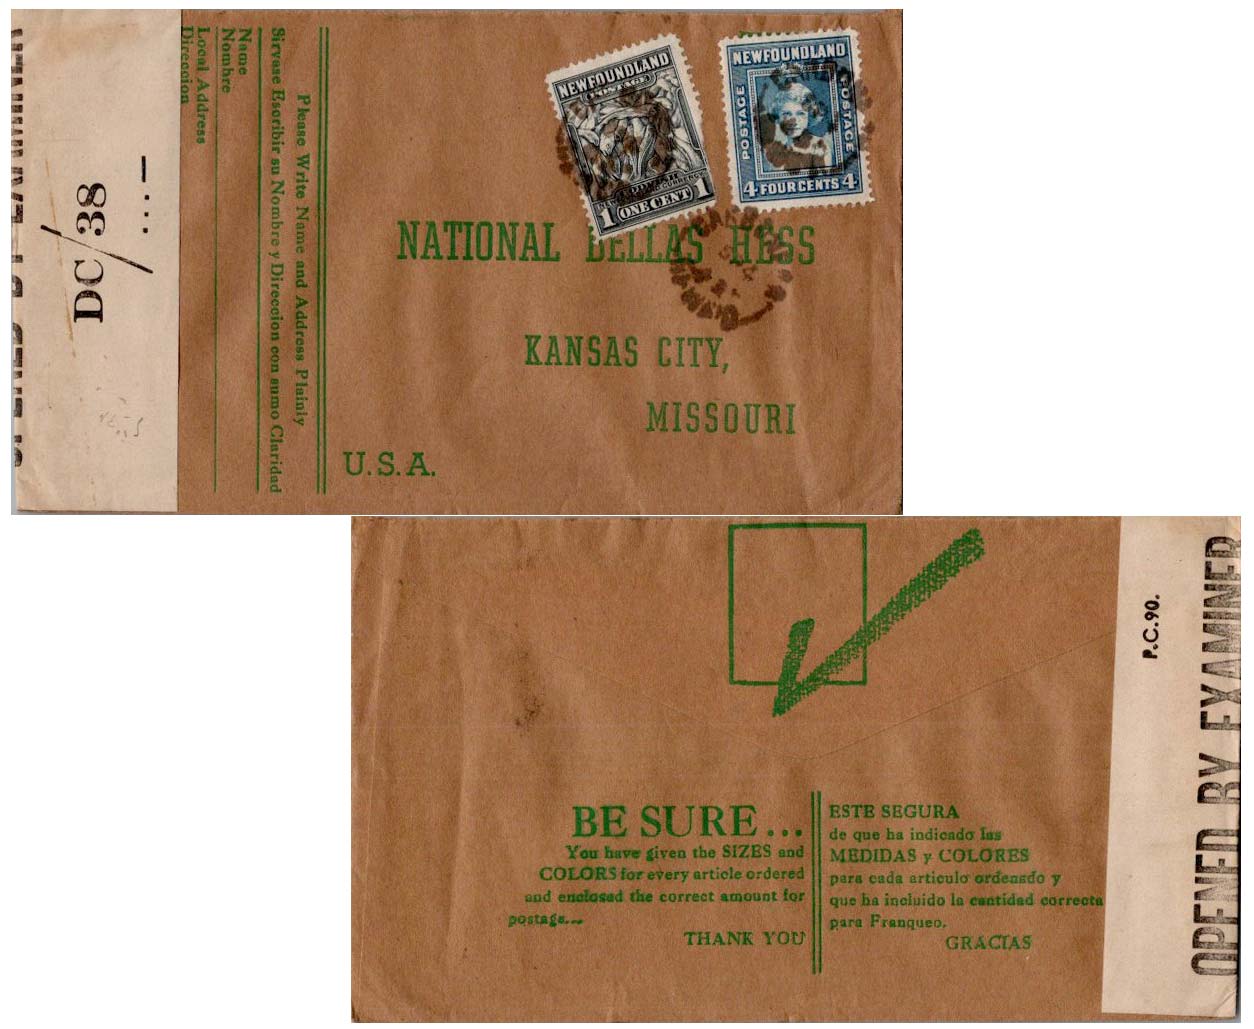 NEWFOUNDLAND
POSTAGE
1 ONE CENT 1
NEWFOUNDLAND
POSTAGE POSTAGE
4 FOUR CENTS 4
NATIONAL BELLAS HESS
KANSAS CITY,
MISSOURI
U.S.A.
Please Write Name and Address Plainly
Sirvase Escribir su Nombre y Direccion con sumo Claridad
Name
Nombre
Local Address
Direccion
DC/38
P.C.90.
OPENED BY EXAMINER
BE SURE...
You have given the SIZES and
COLORS for every article ordered
and enclosed the correct amount for
postage...
THANK YOU
ESTE SEGURA
de que ha indicado las
MEDIDAS y COLORES
para cada articulo ordenado y
que ha incluido la cantidad correcta
para Franqueo.
GRACIAS